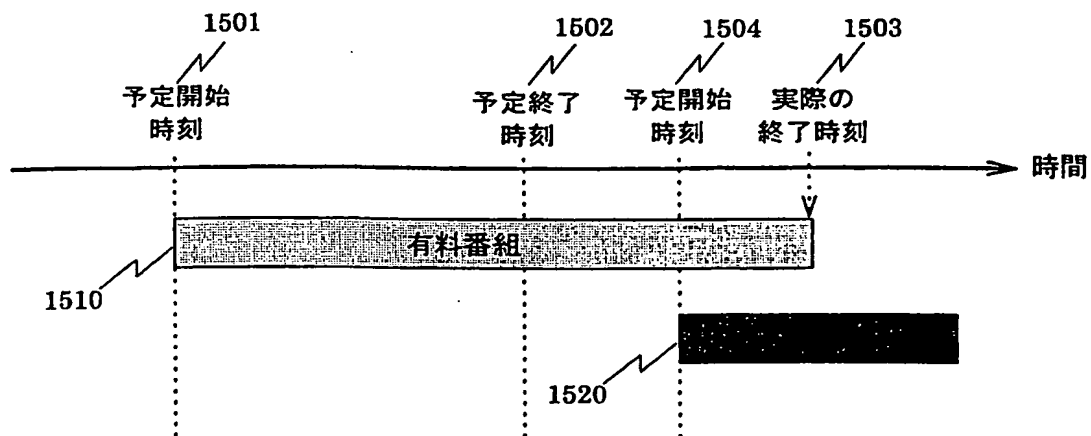 1501
1502
1504
1503
予定開始
時刻
予定終了
時刻
予定開始
時刻
実際の
終了時刻
時間
有料番組
1510
1520